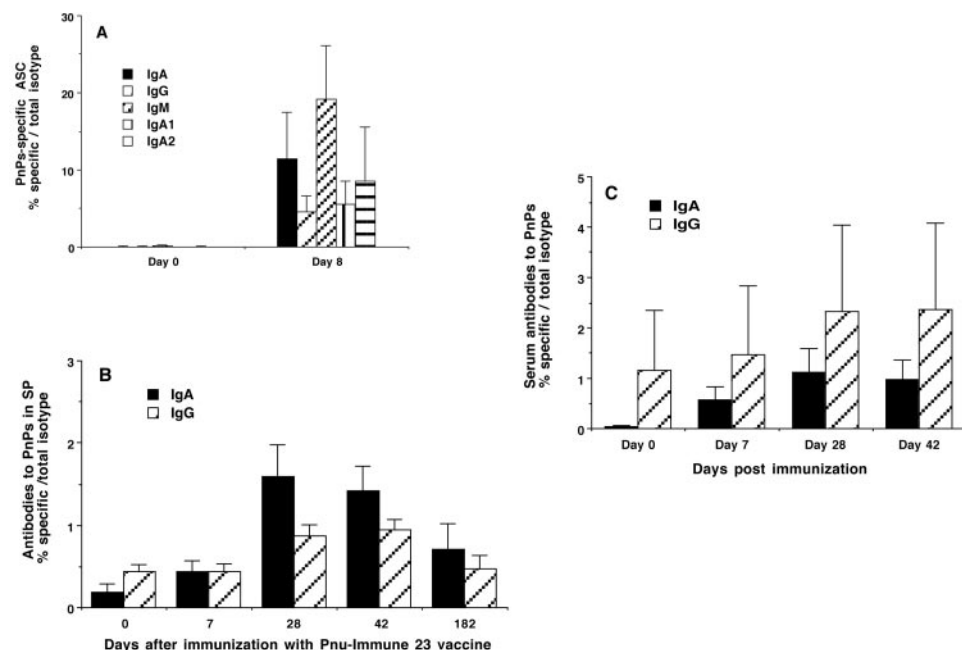 A
PnPs-specific ASC
% specific / total isotype
30
20
10
0
IgA
IgG
IgM
IgA1
IgA2
Day 0
Day 8
B
Antibodies to PnPs in SP
% specific /total isotype
3
2
1
0
IgA
IgG
0
7
28
42
182
Days after immunization with Pnu-Immune 23 vaccine
C
Serum antibodies to PnPs
% specific / total isotype
5
4
3
2
1
0
IgA
IgG
Day 0
Day 7
Day 28
Day 42
Days post immunization